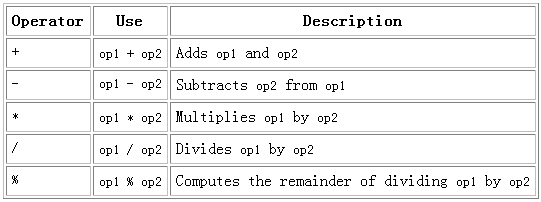 Operator Use Description
+ op1 + op2 Adds op1 and op2
- op1 - op2 Subtracts op2 from op1
* op1 * op2 Multiplies op1 by op2
/ op1 / op2 Divides op1 by op2
% op1 % op2 Computes the remainder of dividing op1 by op2